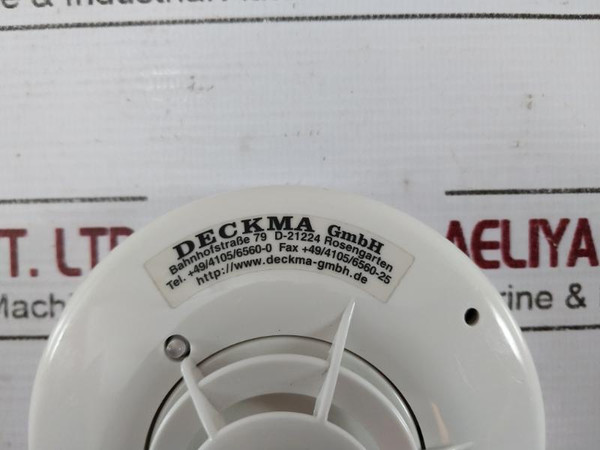 e & Industrial
T. LTD
AELIYA
Mach
rine &
DECKMA GmbH
Bahnhofstraße 79 D-21224 Rosengarten
Tel. +49/4105/6560-0 Fax +49/4105/6560-25
http://www.deckma-gmbh.de